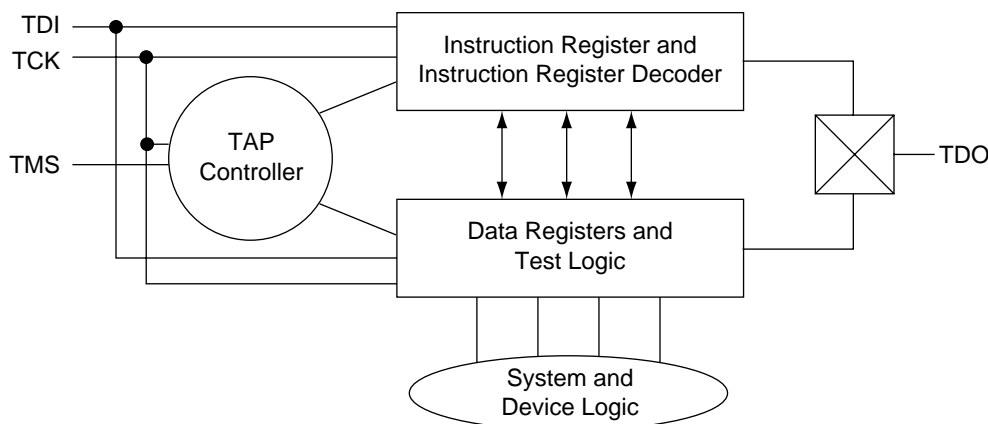 TDI
TCK
TMS
TAP
Controller
Instruction Register and
Instruction Register Decoder
Data Registers and
Test Logic
System and
Device Logic
TDO